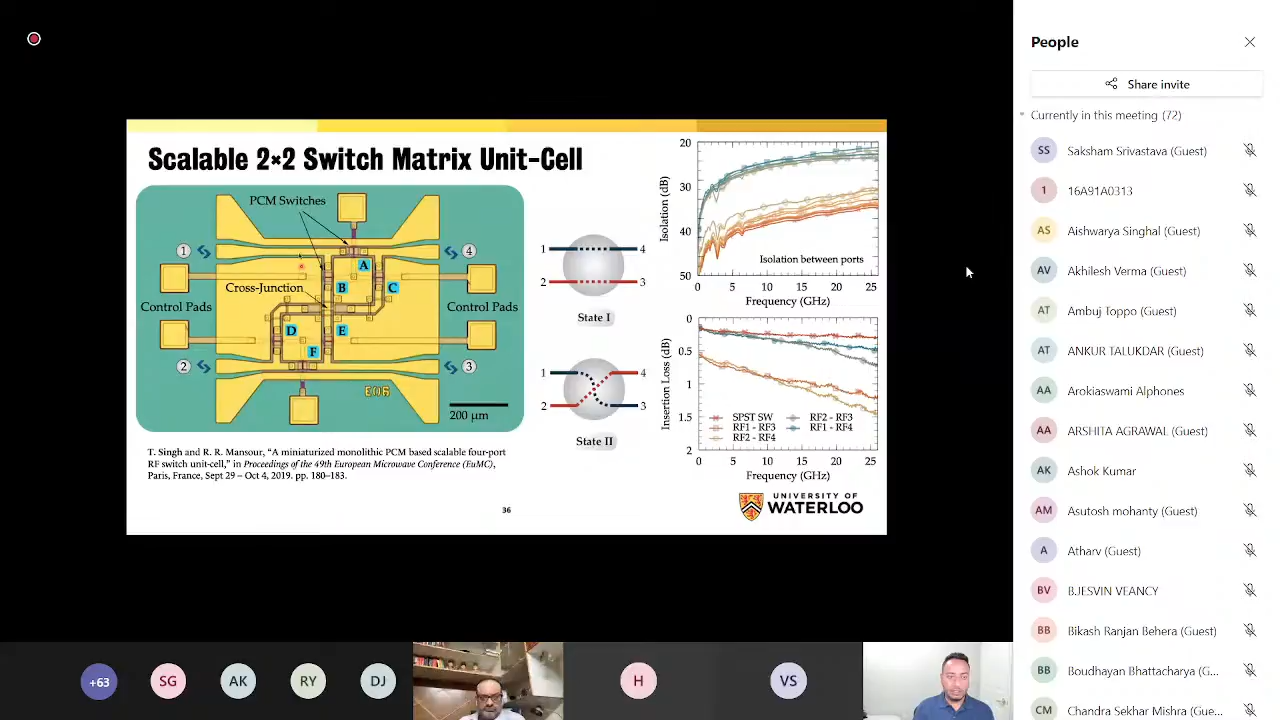 Scalable 2×2 Switch Matrix Unit-Cell
PCM Switches
1
4
A
B
C
Cross-Junction
Control Pads
Control Pads
D
E
F
2
3
E06
200 μm
1
4
2
3
State I
1
4
2
3
State II
Isolation (dB)
20
30
40
50
Isolation between ports
0
5
10
15
20
25
Frequency (GHz)
Insertion Loss (dB)
0
0.5
1
1.5
2
SPST SW
RF1 - RF3
RF2 - RF4
RF2 - RF3
RF1 - RF4
0
5
10
15
20
25
Frequency (GHz)
T. Singh and R. R. Mansour, “A miniaturized monolithic PCM based scalable four-port
RF switch unit-cell,” in Proceedings of the 49th European Microwave Conference (EuMC),
Paris, France, Sept 29 – Oct 4, 2019. pp. 180–183.
36
UNIVERSITY OF
WATERLOO
People
Share invite
Currently in this meeting (72)
SS Saksham Srivastava (Guest)
1 16A91A0313
AS Aishwarya Singhal (Guest)
AV Akhilesh Verma (Guest)
AT Ambuj Toppo (Guest)
AT ANKUR TALUKDAR (Guest)
AA Arokiswami Alphones
AA ARSHITA AGRAWAL (Guest)
AK Ashok Kumar
AM Asutosh mohanty (Guest)
A Atharv (Guest)
BV BJESVIN VEANCY
BB Bikash Ranjan Behera (Guest)
BB Boudhayan Bhattacharya (G...
CM Chandra Sekhar Mishra (Guest)
+63
SG
AK
RY
DJ
H
VS